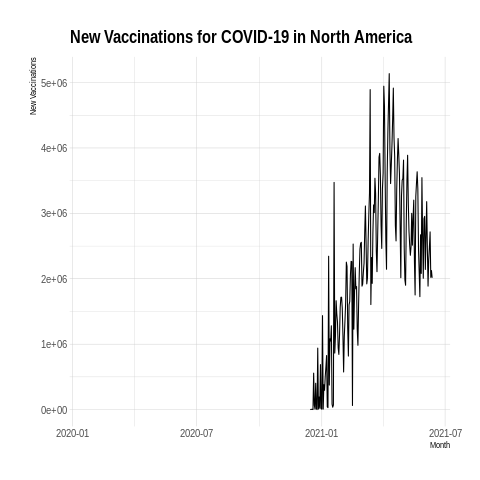 New Vaccinations for COVID-19 in North America
New Vaccinations
5e+06
4e+06
3e+06
2e+06
1e+06
0e+00
2020-01 2020-07 2021-01 2021-07
Month